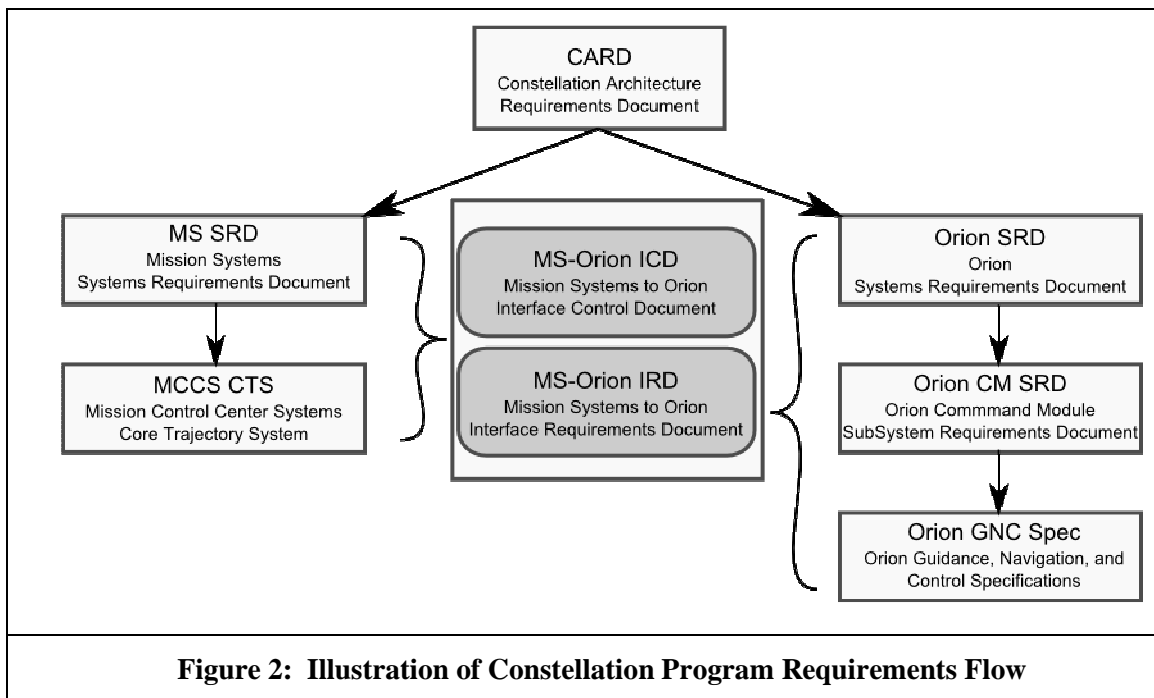 CARD
Constellation Architecture
Requirements Document
MS SRD
Mission Systems
Systems Requirements Document
MCCS CTS
Mission Control Center Systems
Core Trajectory System
MS-Orion ICD
Mission Systems to Orion
Interface Control Document
MS-Orion IRD
Mission Systems to Orion
Interface Requirements Document
Orion SRD
Orion
Systems Requirements Document
Orion CM SRD
Orion Commmand Module
SubSystem Requirements Document
Orion GNC Spec
Orion Guidance, Navigation, and
Control Specifications
Figure 2: Illustration of Constellation Program Requirements Flow